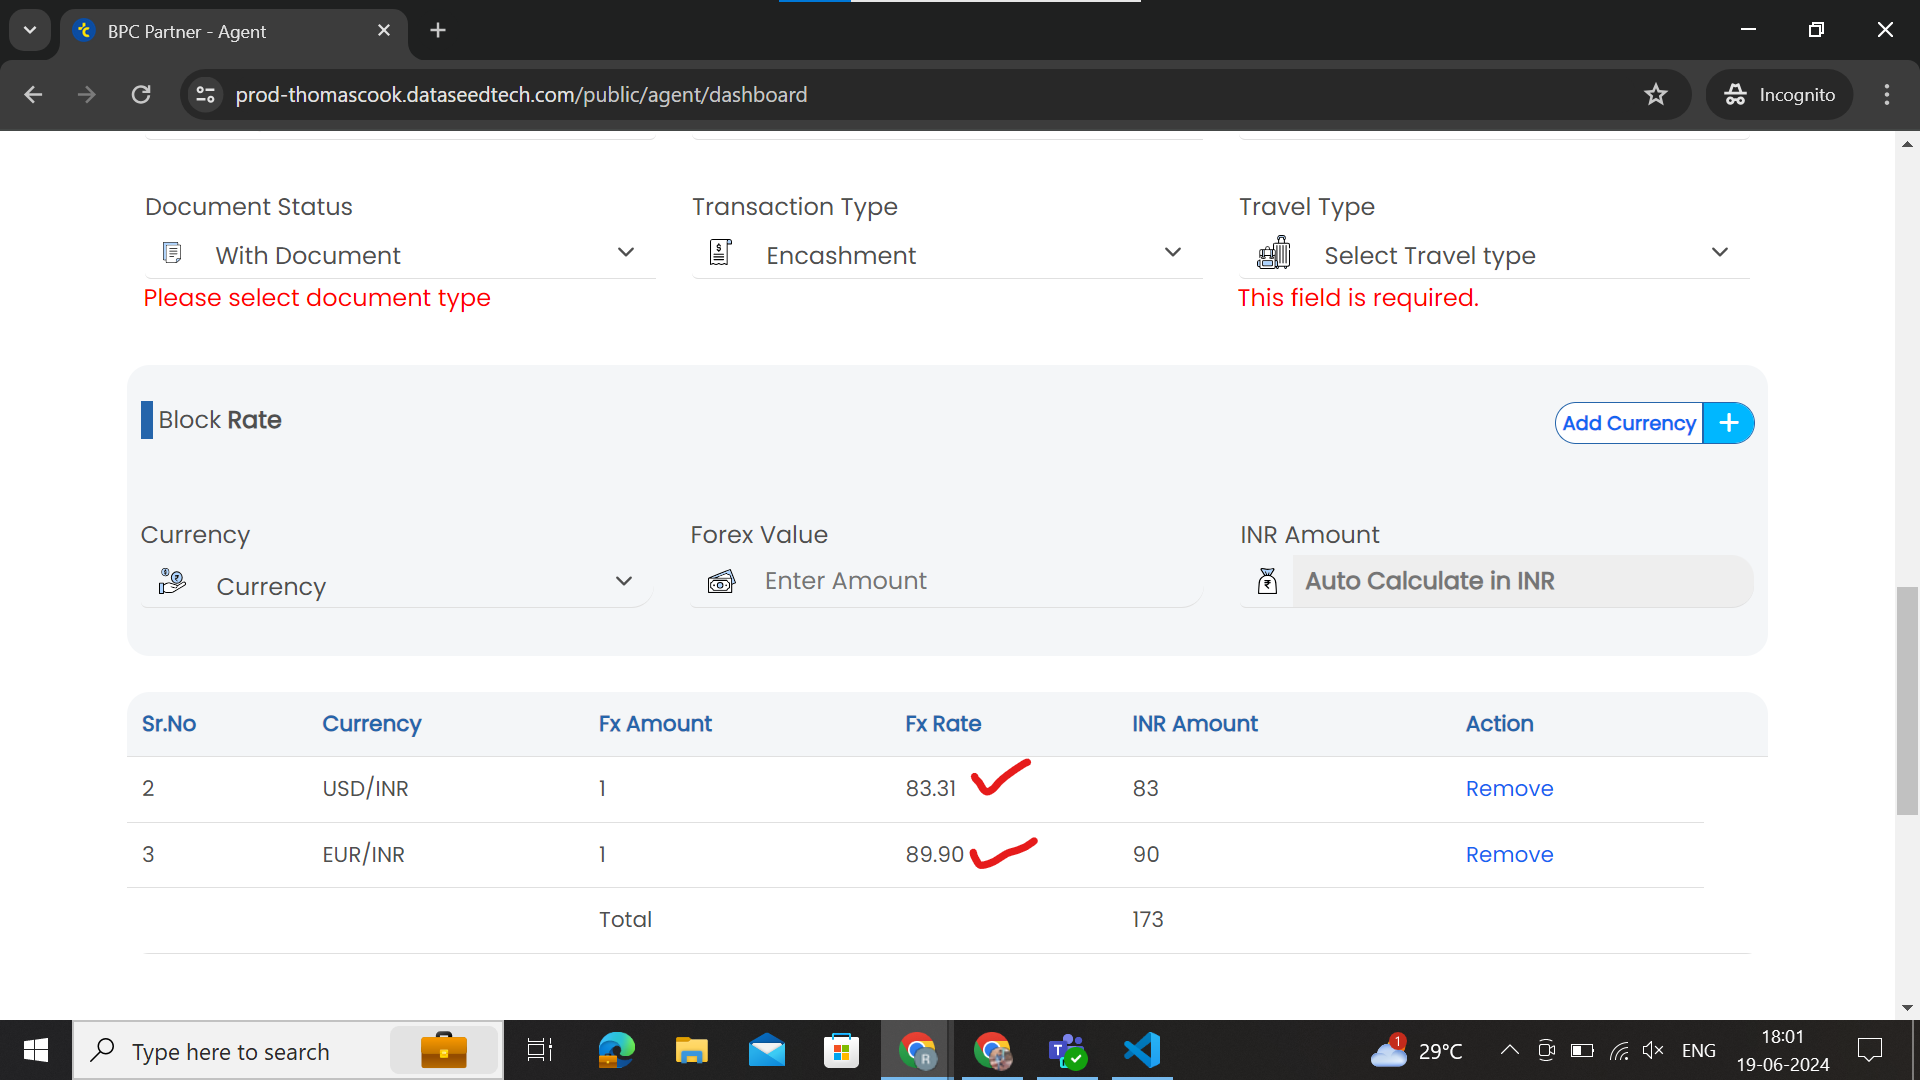 BPC Partner - Agent
prod-thomascook.dataseedtech.com/public/agent/dashboard
Incognito
Document Status
Transaction Type
Travel Type
With Document
Encashment
Select Travel type
Please select document type
This field is required.
Block Rate
Add Currency +
Currency
Forex Value
INR Amount
Currency
Enter Amount
Auto Calculate in INR
Sr.No Currency Fx Amount Fx Rate INR Amount Action
2 USD/INR 1 83.31 83 Remove
3 EUR/INR 1 89.90 90 Remove
Total 173
Type here to search
1
29°C
ENG
18:01
19-06-2024